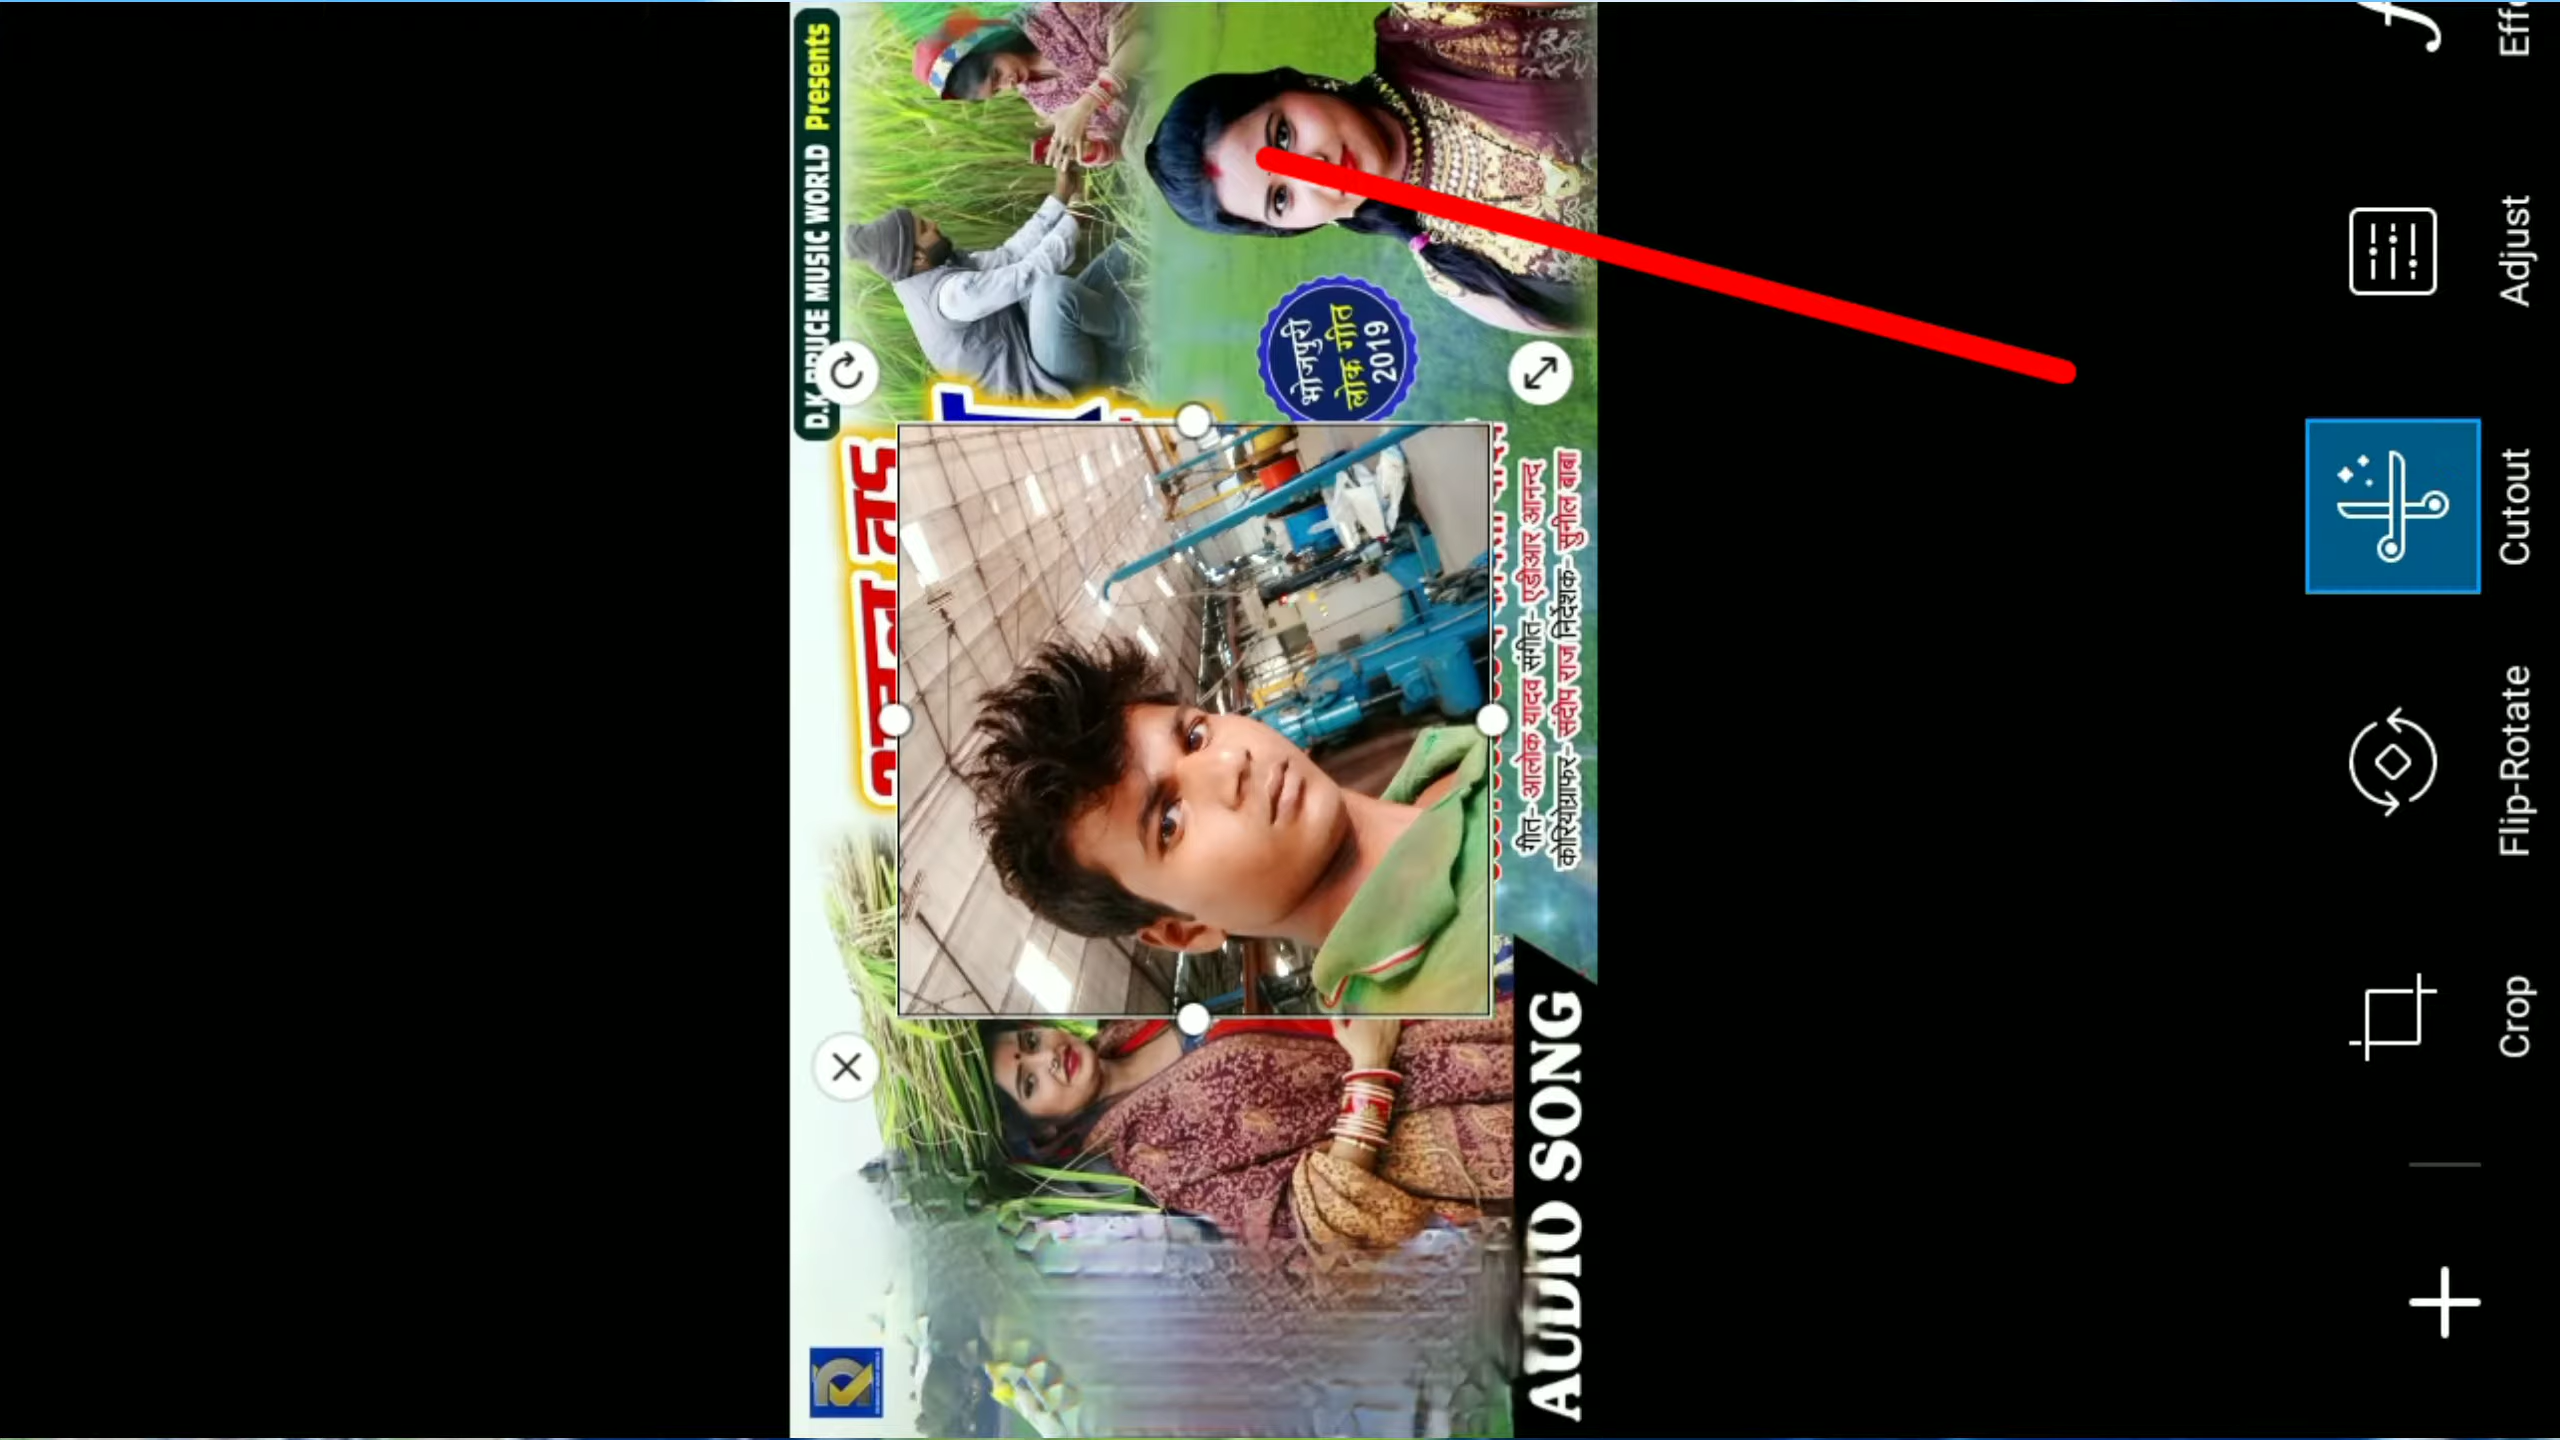 D.K BRUCE MUSIC WORLD Presents
भोजपुरी
लोक गीत
2019
गीत- आलोक यादव संगीत- एडीआर आनन्द
कोरियोग्राफर- संदीप राज निर्देशक- सुनील बाबा
AUDIO SONG
Effe
Adjust
Cutout
Flip-Rotate
Crop